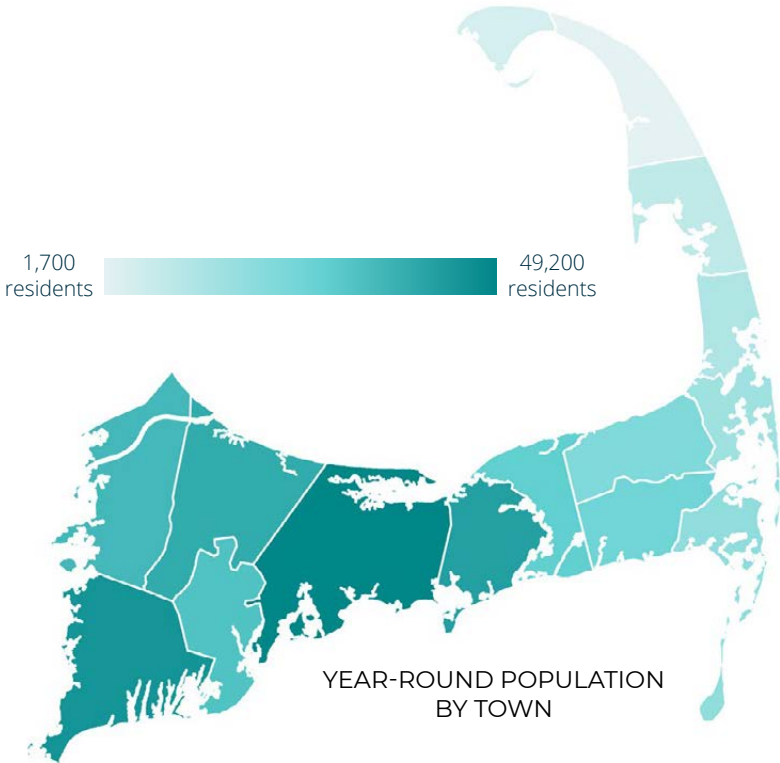 1,700
residents
49,200
residents
YEAR-ROUND POPULATION
BY TOWN